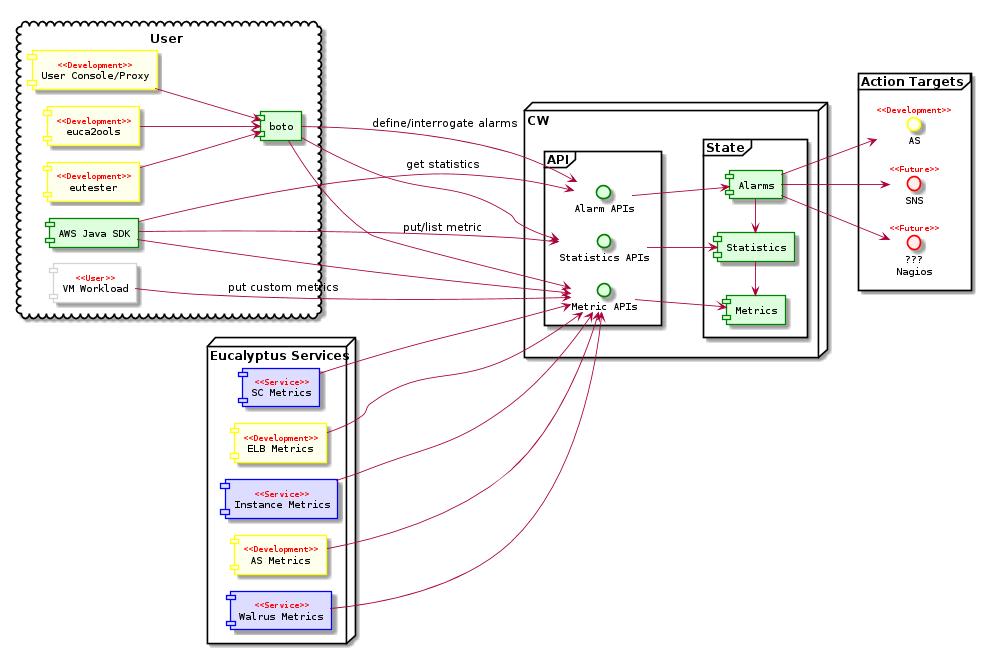 User
<<Development>>
User Console/Proxy
<<Development>>
euca2ools
<<Development>>
eutester
AWS Java SDK
<<User>>
VM Workload
boto
define/interrogate alarms
get statistics
put/list metric
put custom metrics
Eucalyptus Services
<<Service>>
SC Metrics
<<Development>>
ELB Metrics
<<Service>>
Instance Metrics
<<Development>>
AS Metrics
<<Service>>
Walrus Metrics
CW
API
Alarm APIs
Statistics APIs
Metric APIs
State
Alarms
Statistics
Metrics
Action Targets
<<Development>>
AS
<<Future>>
SNS
<<Future>>
???
Nagios